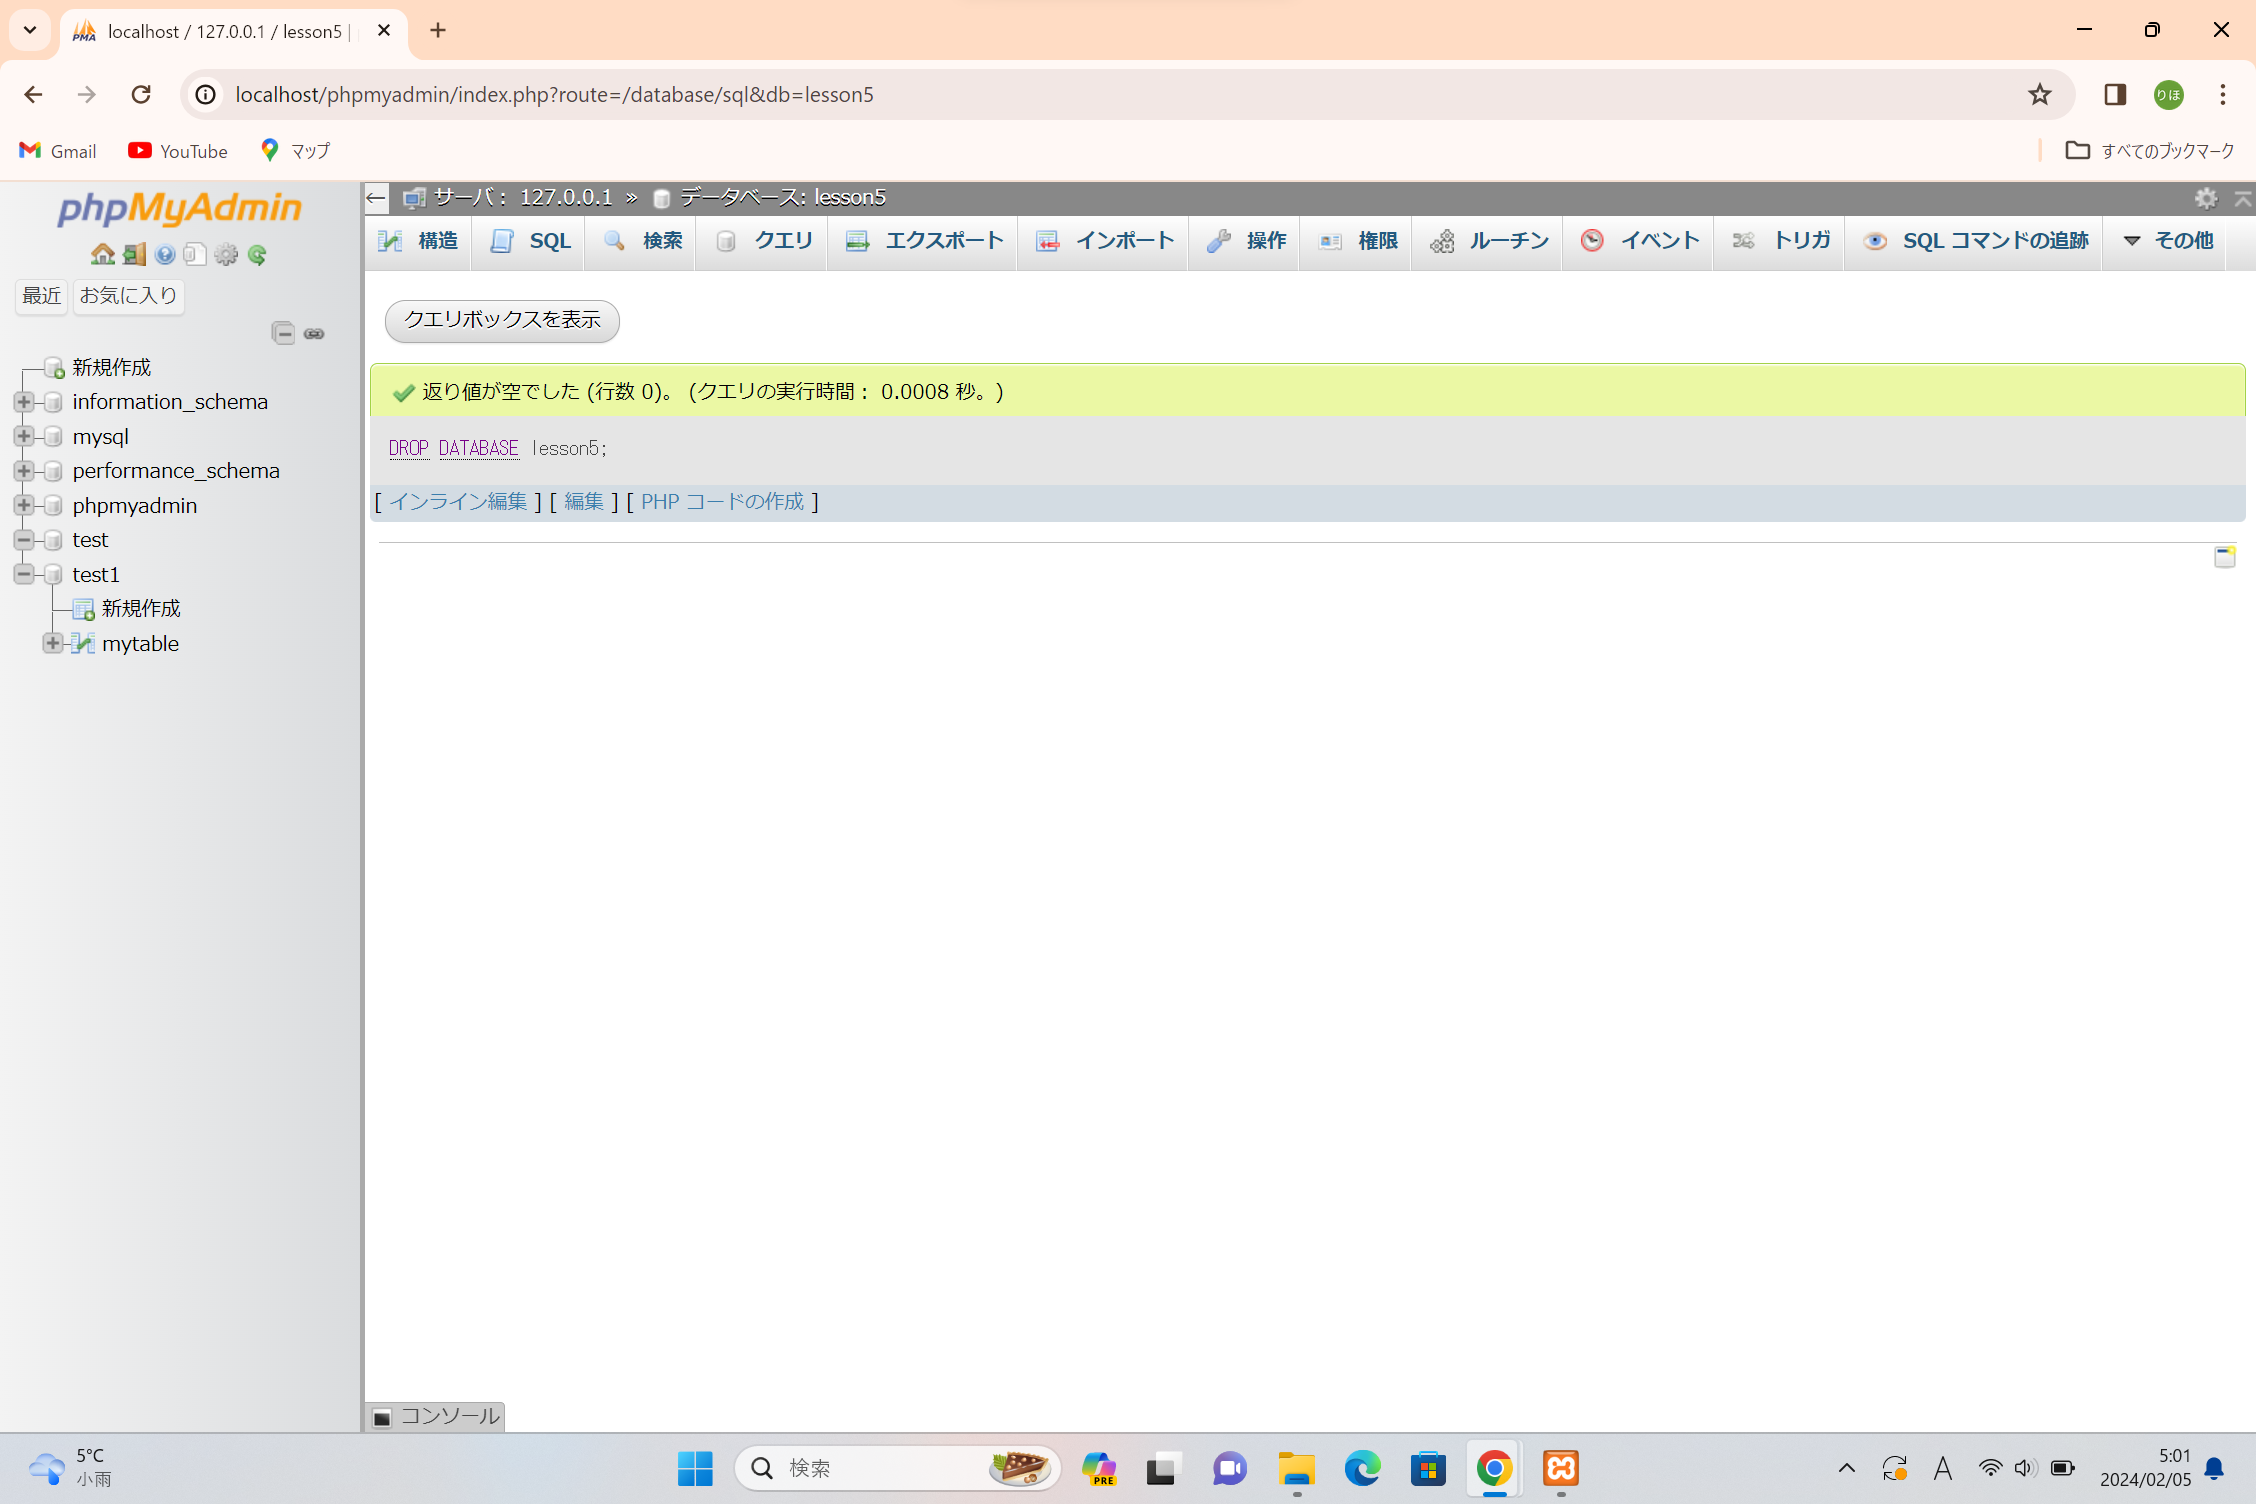 localhost / 127.0.0.1 / lesson5 |
localhost/phpmyadmin/index.php?route=/database/sql&db=lesson5
りほ
Gmail
YouTube
マップ
すべてのブックマーク
phpMyAdmin
最近
お気に入り
新規作成
information_schema
mysql
performance_schema
phpmyadmin
test
test1
新規作成
mytable
サーバ： 127.0.0.1 » データベース: lesson5
構造
SQL
検索
クエリ
エクスポート
インポート
操作
権限
ルーチン
イベント
トリガ
SQL コマンドの追跡
その他
クエリボックスを表示
返り値が空でした (行数 0)。 (クエリの実行時間： 0.0008 秒。)
DROP DATABASE lesson5;
[ インライン編集 ] [ 編集 ] [ PHP コードの作成 ]
コンソール
5°C
小雨
検索
PRE
A
5:01
2024/02/05